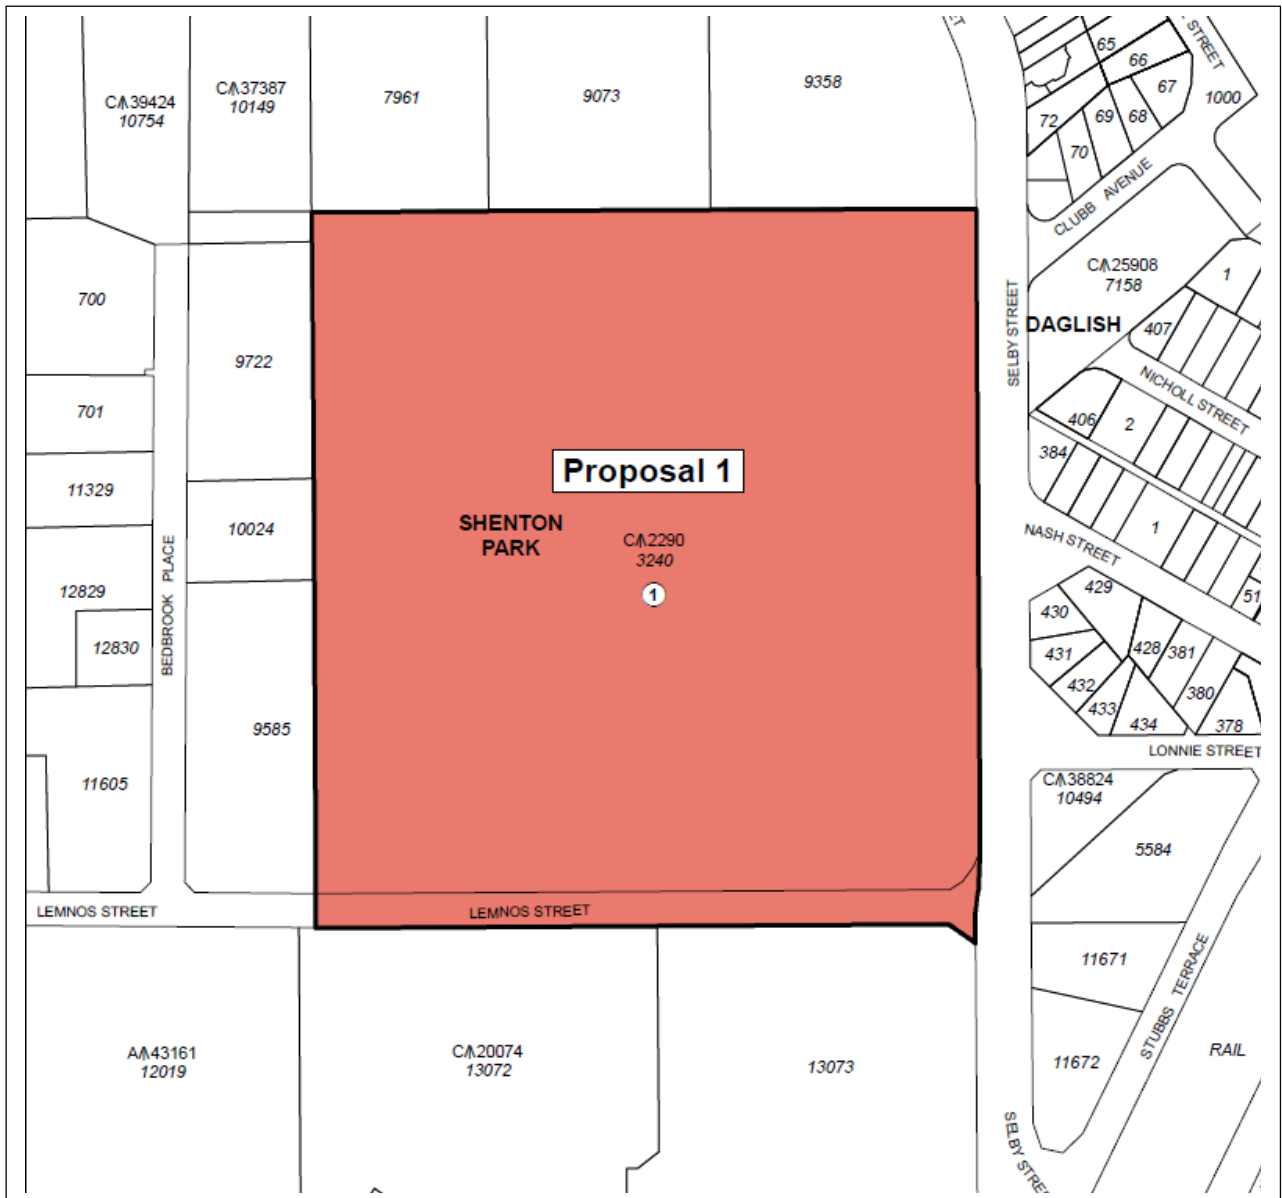 65
66
67
1000
STREET
72
69
68
70
CLUBB AVENUE
C/\39424
10754
C/\37387
10149
7961
9073
9358
C/\25908
7158
1
DAGLISH
407
NICHOLL STREET
SELBY STREET
700
9722
701
406
2
384
11329
10024
Proposal 1
SHENTON
PARK
C/\2290
3240
1
1
NASH STREET
BEDBROOK PLACE
12829
12830
429
430
51
431
428
381
432
433
380
434
378
LONNIE STREET
9585
11605
C/\38824
10494
5584
LEMNOS STREET
LEMNOS STREET
11671
STUBBS TERRACE
A/\43161
12019
C/\20074
13072
13073
11672
RAIL
SELBY STREE